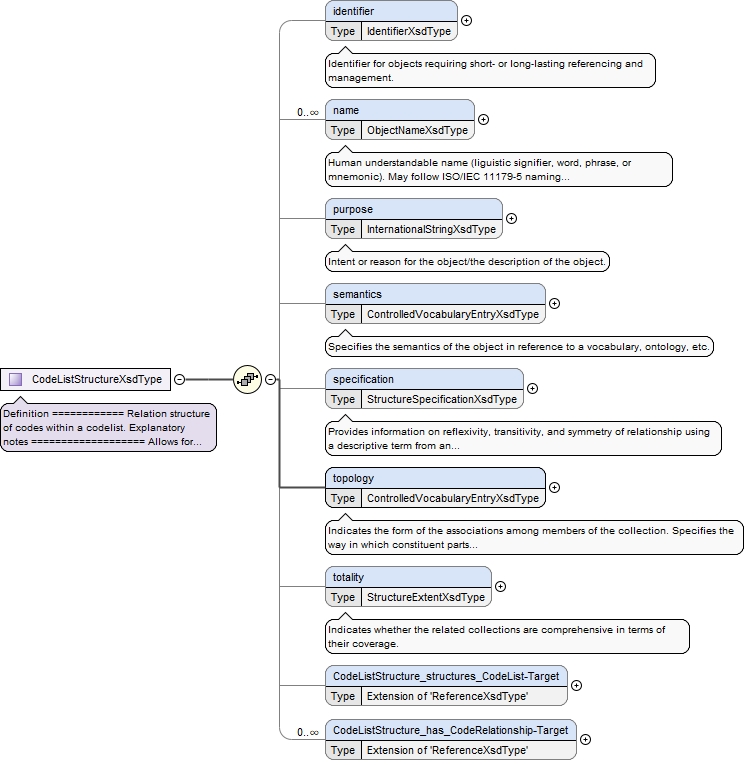 identifier
Type IdentifierXsdType
Identifier for objects requiring short- or long-lasting referencing and
management.
0..∞
name
Type ObjectNameXsdType
Human understandable name (liguistic signifier, word, phrase, or
mnemonic). May follow ISO/IEC 11179-5 naming...
purpose
Type InternationalStringXsdType
Intent or reason for the object/the description of the object.
semantics
Type ControlledVocabularyEntryXsdType
Specifies the semantics of the object in reference to a vocabulary, ontology, etc.
CodeListStructureXsdType
Definition ============ Relation structure
of codes within a codelist. Explanatory
notes =================== Allows for...
specification
Type StructureSpecificationXsdType
Provides information on reflexivity, transitivity, and symmetry of relationship using
a descriptive term from an...
topology
Type ControlledVocabularyEntryXsdType
Indicates the form of the associations among members of the collection. Specifies the
way in which constituent parts...
totality
Type StructureExtentXsdType
Indicates whether the related collections are comprehensive in terms of
their coverage.
CodeListStructure_structures_CodeList-Target
Type Extension of 'ReferenceXsdType'
0..∞
CodeListStructure_has_CodeRelationship-Target
Type Extension of 'ReferenceXsdType'